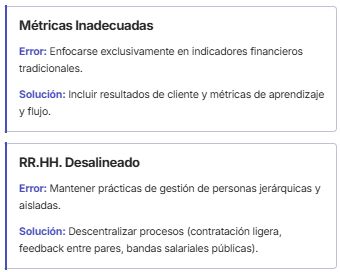 Métricas Inadecuadas
Error: Enfocarse exclusivamente en indicadores financieros
tradicionales.
Solución: Incluir resultados de cliente y métricas de aprendizaje
y flujo.
RR.HH. Desalineado
Error: Mantener prácticas de gestión de personas jerárquicas y
aisladas.
Solución: Descentralizar procesos (contratación ligera,
feedback entre pares, bandas salariales públicas).